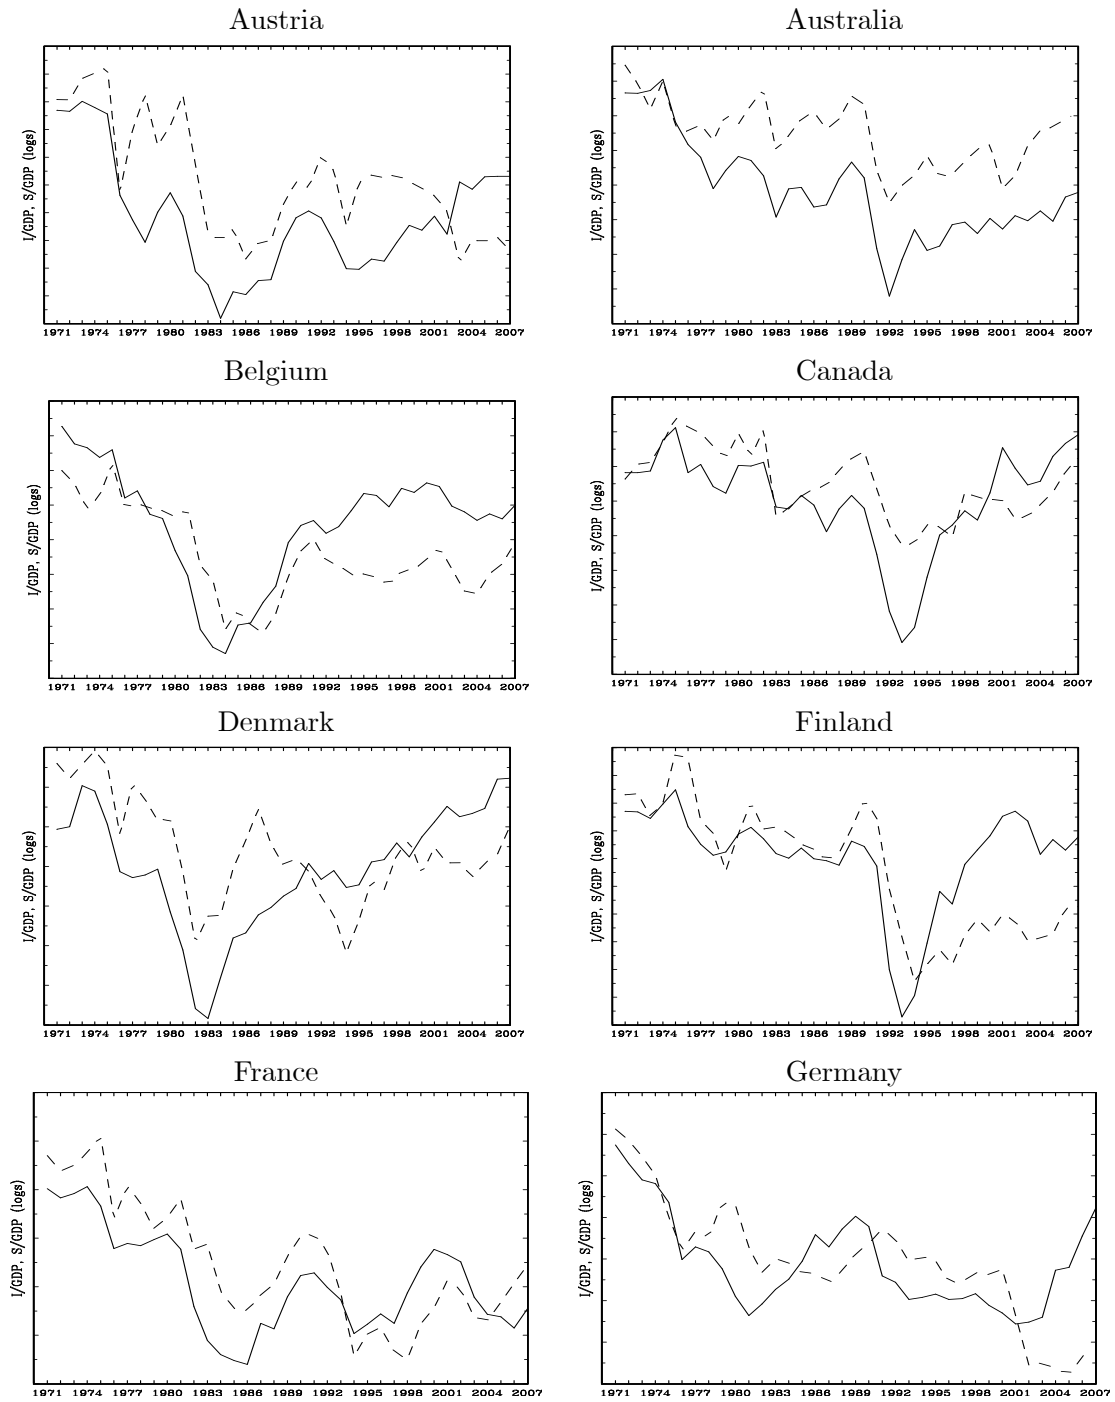 Austria
Australia
I/GDP, S/GDP (logs)
I/GDP, S/GDP (logs)
1971 1974 1977 1980 1983 1986 1989 1992 1995 1998 2001 2004 2007
1971 1974 1977 1980 1983 1986 1989 1992 1995 1998 2001 2004 2007
Belgium
Canada
I/GDP, S/GDP (logs)
I/GDP, S/GDP (logs)
1971 1974 1977 1980 1983 1986 1989 1992 1995 1998 2001 2004 2007
1971 1974 1977 1980 1983 1986 1989 1992 1995 1998 2001 2004 2007
Denmark
Finland
I/GDP, S/GDP (logs)
I/GDP, S/GDP (logs)
1971 1974 1977 1980 1983 1986 1989 1992 1995 1998 2001 2004 2007
1971 1974 1977 1980 1983 1986 1989 1992 1995 1998 2001 2004 2007
France
Germany
I/GDP, S/GDP (logs)
I/GDP, S/GDP (logs)
1971 1974 1977 1980 1983 1986 1989 1992 1995 1998 2001 2004 2007
1971 1974 1977 1980 1983 1986 1989 1992 1995 1998 2001 2004 2007